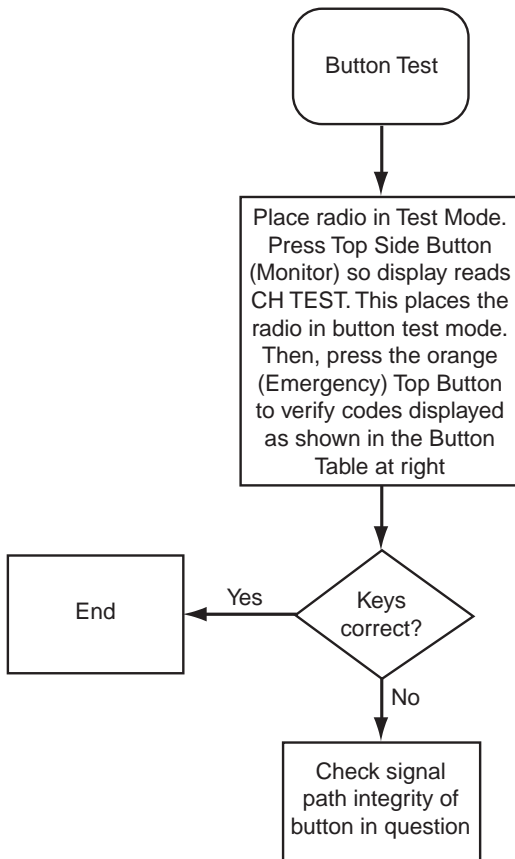 Button Test
Place radio in Test Mode.
Press Top Side Button
(Monitor) so display reads
CH TEST. This places the
radio in button test mode.
Then, press the orange
(Emergency) Top Button
to verify codes displayed
as shown in the Button
Table at right
Keys
correct?
Yes
End
No
Check signal
path integrity of
button in question